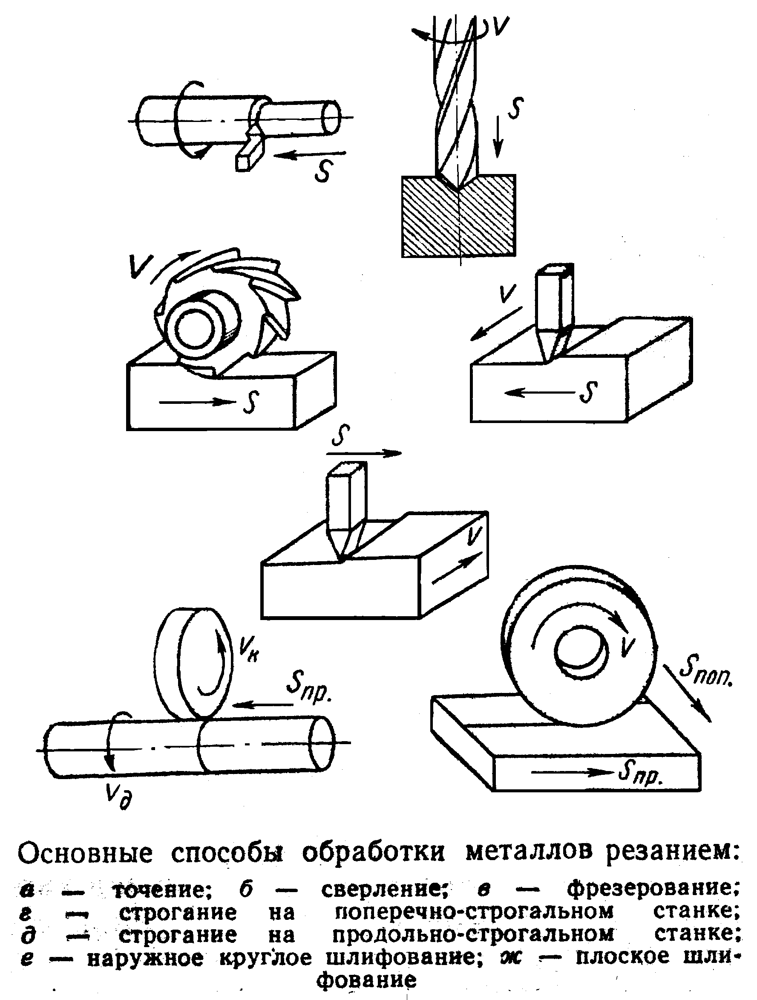 V
S
S
V
V
S
S
S
V
Vк
Sпр.
V
Sпоп.
Sпр.
Vд
Основные способы обработки металлов резанием:
а — точение; б — сверление; в — фрезерование;
г — строгание на поперечно-строгальном станке;
д — строгание на продольно-строгальном станке;
е — наружное круглое шлифование; ж — плоское шли-
фование